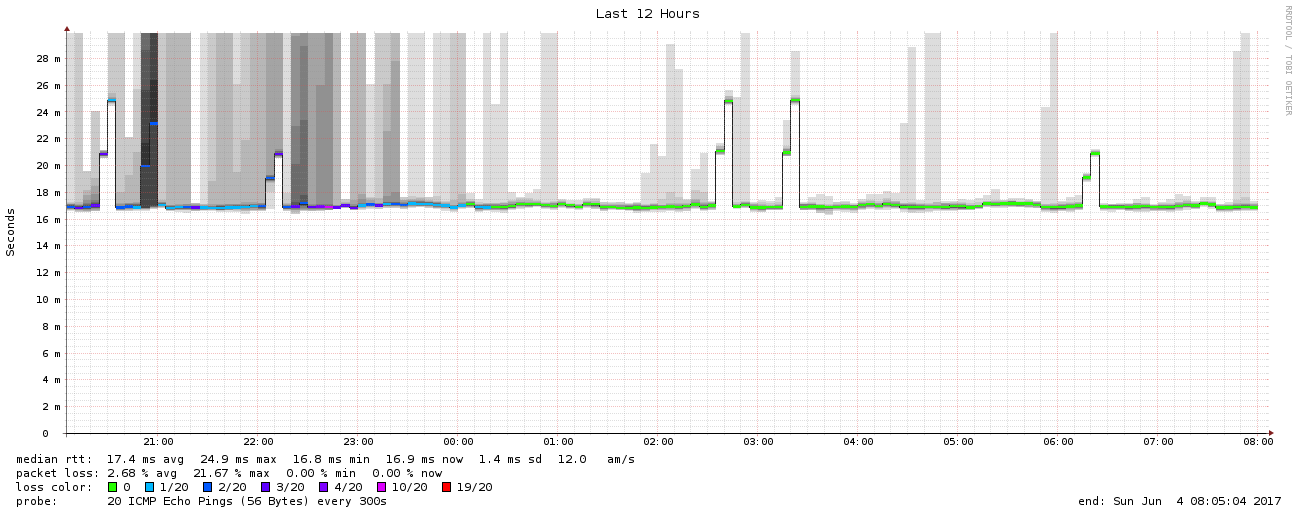 Last 12 Hours
RRDTOOL / TOBI OETIKER
Seconds
28 m
26 m
24 m
22 m
20 m
18 m
16 m
14 m
12 m
10 m
8 m
6 m
4 m
2 m
0
21:00 22:00 23:00 00:00 01:00 02:00 03:00 04:00 05:00 06:00 07:00 08:00
median rtt: 17.4 ms avg 24.9 ms max 16.8 ms min 16.9 ms now 1.4 ms sd 12.0 am/s
packet loss: 2.68 % avg 21.67 % max 0.00 % min 0.00 % now
loss color: 0 1/20 2/20 3/20 4/20 10/20 19/20
probe: 20 ICMP Echo Pings (56 Bytes) every 300s end: Sun Jun 4 08:05:04 2017